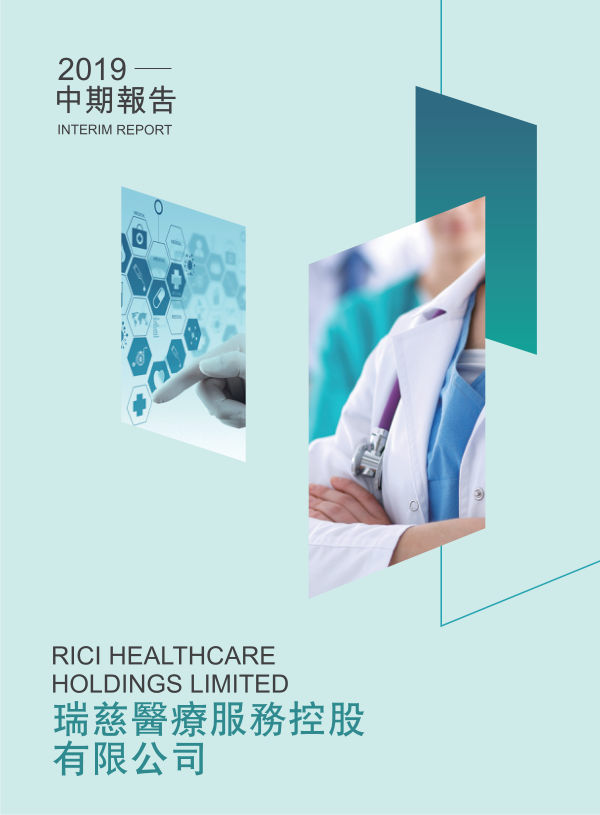 2019
中期報告
INTERIM REPORT
RICI HEALTHCARE
HOLDINGS LIMITED
瑞慈醫療服務控股
有限公司